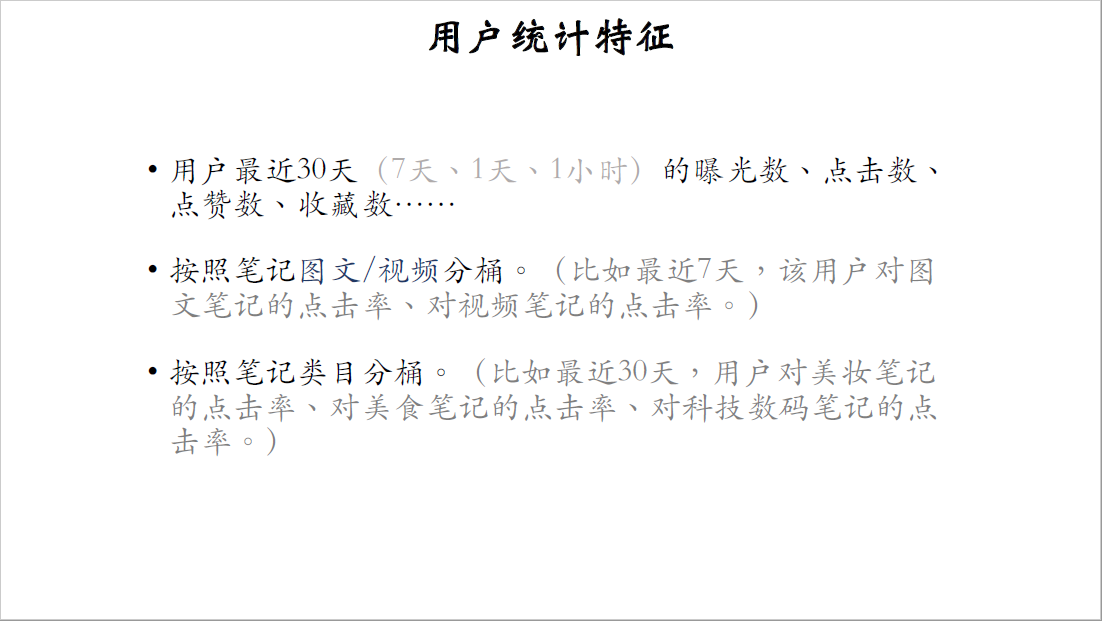 用户统计特征
• 用户最近30天（7天、1天、1小时）的曝光数、点击数、
点赞数、收藏数……
• 按照笔记图文/视频分桶。（比如最近7天，该用户对图
文笔记的点击率、对视频笔记的点击率。）
• 按照笔记类目分桶。（比如最近30天，用户对美妆笔记
的点击率、对美食笔记的点击率、对科技数码笔记的点
击率。）